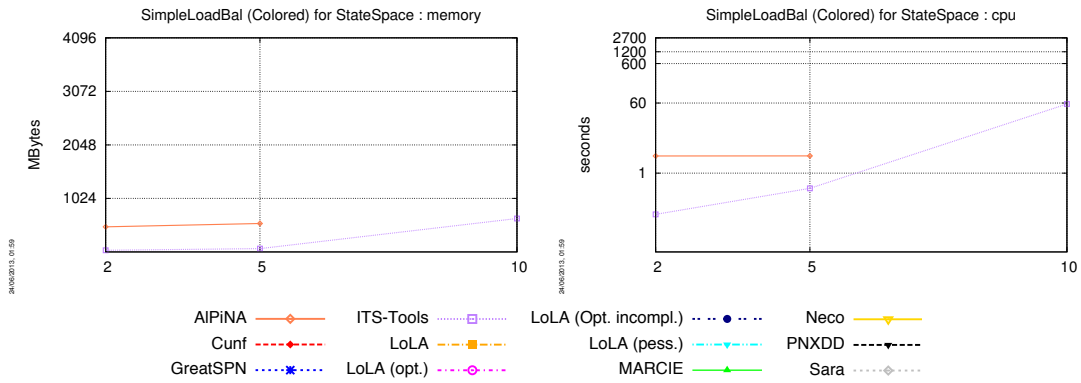 SimpleLoadBal (Colored) for StateSpace : memory
4096
3072
2048
1024
MBytes
2 5 10
24/06/2013, 01:59
SimpleLoadBal (Colored) for StateSpace : cpu
2700
1200
600
60
1
seconds
2 5 10
24/06/2013, 01:59
AlPiNA ITS-Tools LoLA (Opt. incompl.) Neco
Cunf LoLA LoLA (pess.) PNXDD
GreatSPN LoLA (opt.) MARCIE Sara